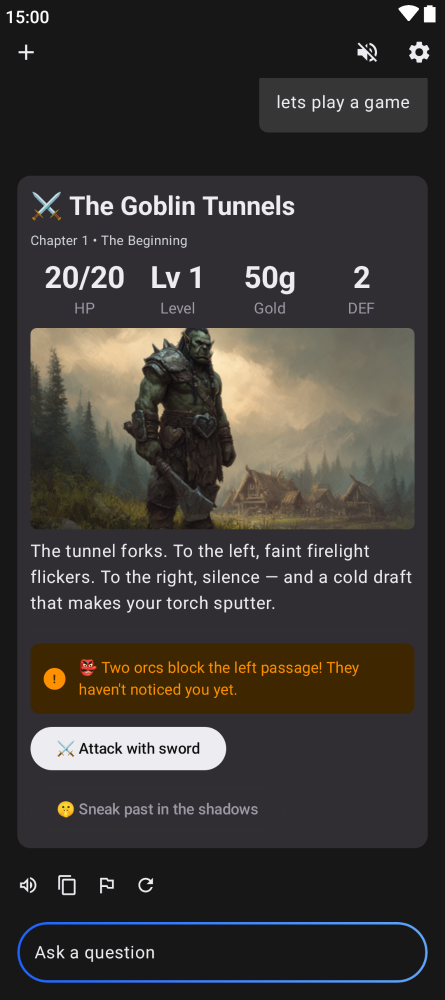 15:00
lets play a game
⚔️ The Goblin Tunnels
Chapter 1 • The Beginning
20/20 Lv 1 50g 2
HP Level Gold DEF
The tunnel forks. To the left, faint firelight
flickers. To the right, silence — and a cold draft
that makes your torch sputter.
👺 Two orcs block the left passage! They
haven't noticed you yet.
⚔️ Attack with sword
🤫 Sneak past in the shadows
Ask a question